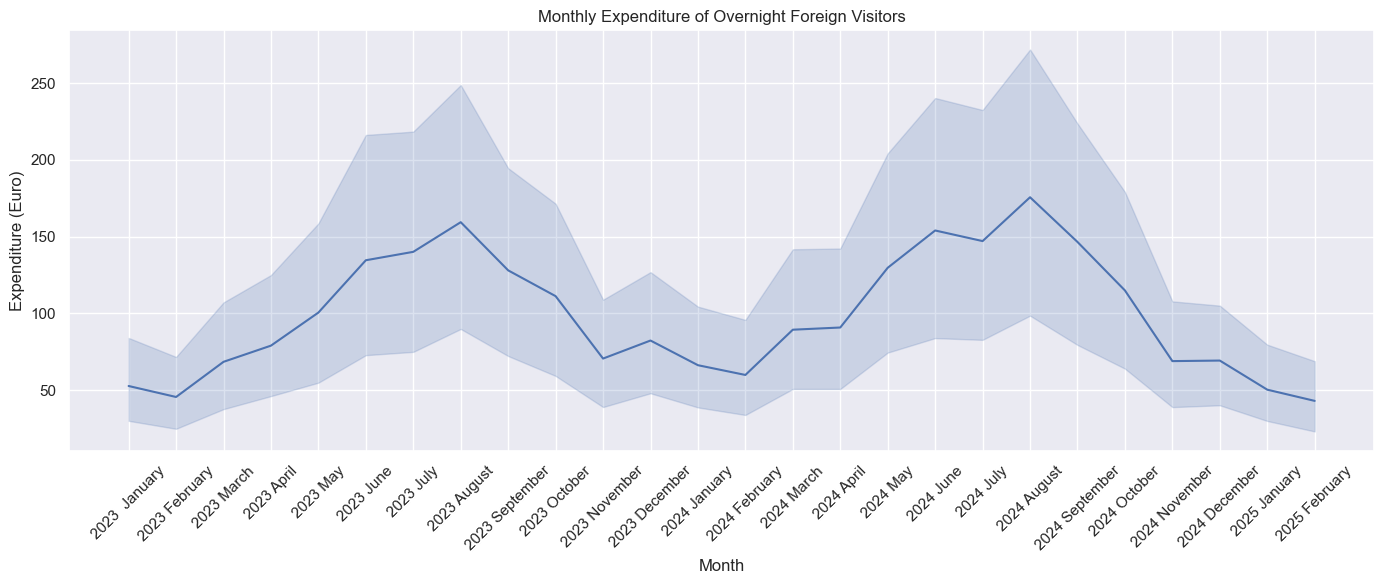 Monthly Expenditure of Overnight Foreign Visitors
Expenditure (Euro)
250
200
150
100
50
2023 January
2023 February
2023 March
2023 April
2023 May
2023 June
2023 July
2023 August
2023 September
2023 October
2023 November
2023 December
2024 January
2024 February
2024 March
2024 April
2024 May
2024 June
2024 July
2024 August
2024 September
2024 October
2024 November
2024 December
2025 January
2025 February
Month